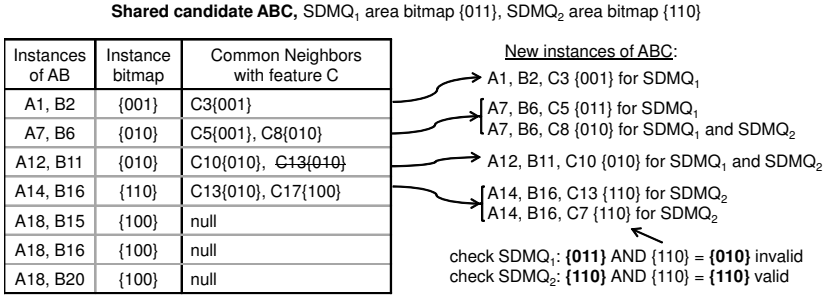 Shared candidate ABC, SDMQ1 area bitmap {011}, SDMQ2 area bitmap {110}
Instances of AB
Instance bitmap
Common Neighbors with feature C
A1, B2 {001} C3{001}
A7, B6 {010} C5{001}, C8{010}
A12, B11 {010} C10{010}, C13{010}
A14, B16 {110} C13{010}, C17{100}
A18, B15 {100} null
A18, B16 {100} null
A18, B20 {100} null
New instances of ABC:
A1, B2, C3 {001} for SDMQ1
A7, B6, C5 {011} for SDMQ1
A7, B6, C8 {010} for SDMQ1 and SDMQ2
A12, B11, C10 {010} for SDMQ1 and SDMQ2
A14, B16, C13 {110} for SDMQ2
A14, B16, C7 {110} for SDMQ2
check SDMQ1: {011} AND {110} = {010} invalid
check SDMQ2: {110} AND {110} = {110} valid